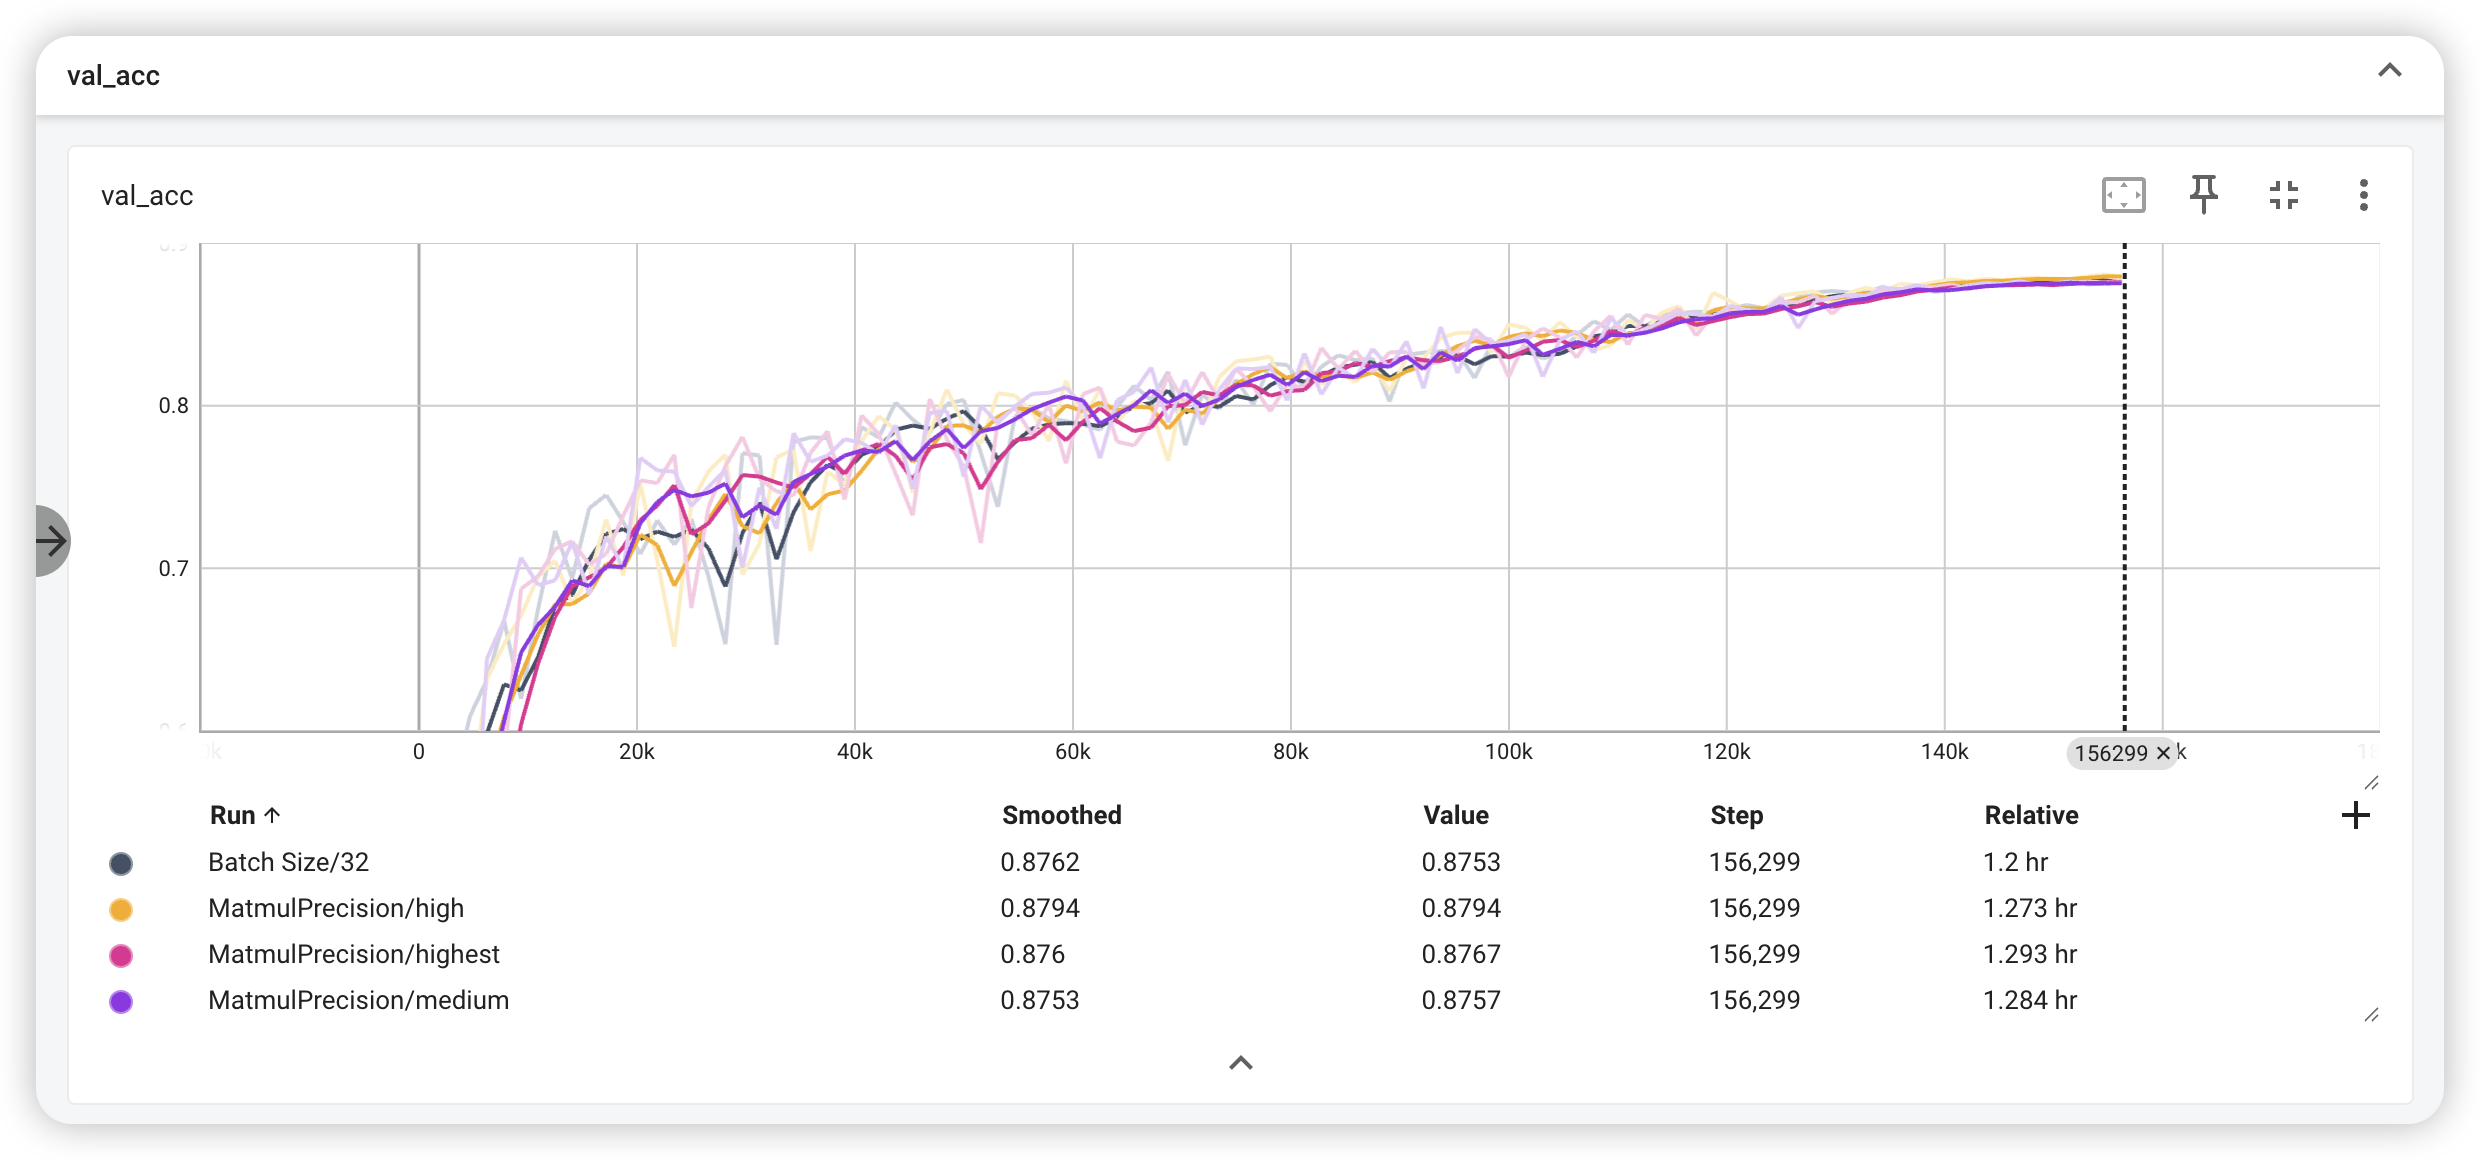 val_acc
val_acc
0.8
0.7
0 20k 40k 60k 80k 100k 120k 140k 156299 × k
Run ↑ Smoothed Value Step Relative
Batch Size/32 0.8762 0.8753 156,299 1.2 hr
MatmulPrecision/high 0.8794 0.8794 156,299 1.273 hr
MatmulPrecision/highest 0.876 0.8767 156,299 1.293 hr
MatmulPrecision/medium 0.8753 0.8757 156,299 1.284 hr